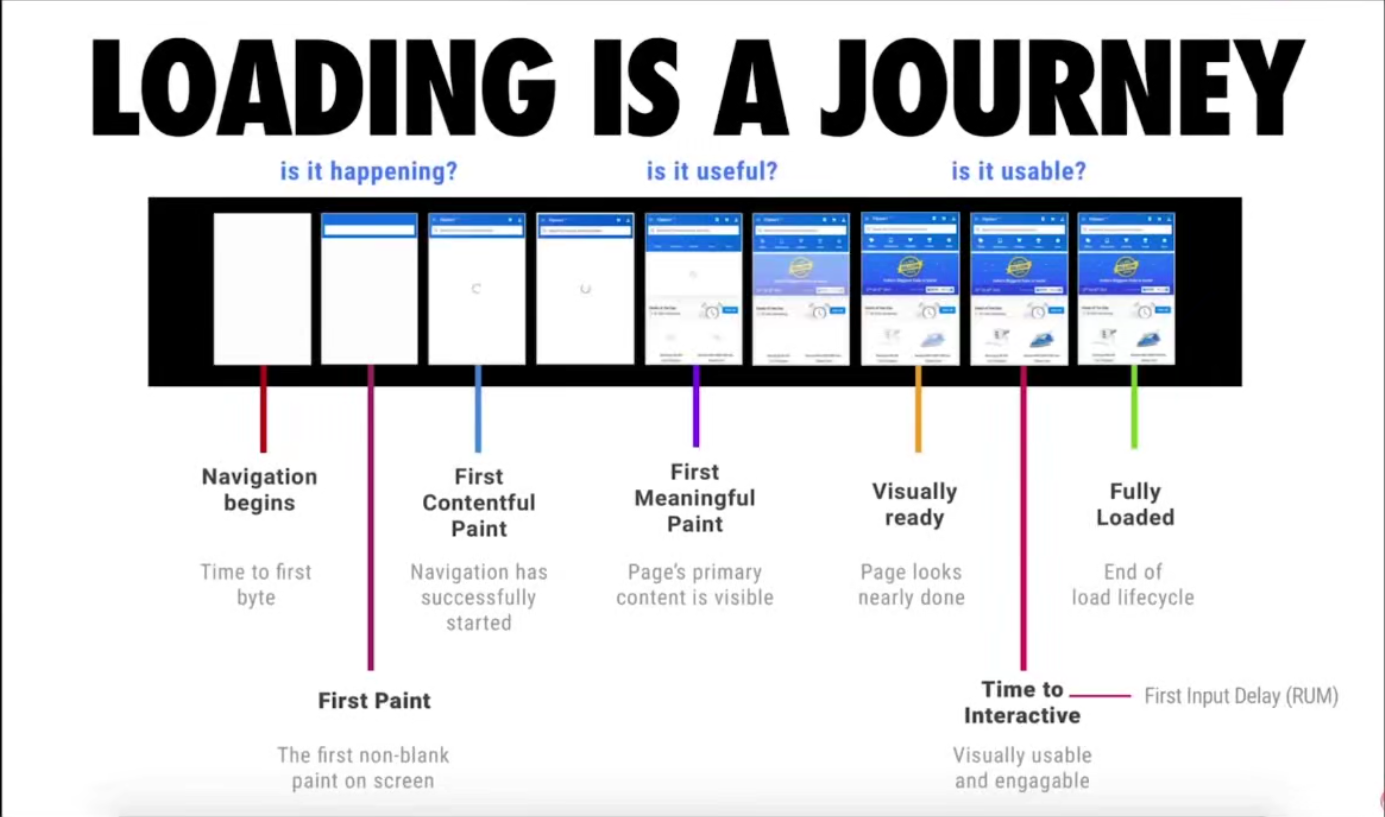 LOADING IS A JOURNEY
is it happening?
is it useful?
is it usable?
Navigation
begins
Time to first
byte
First Paint
The first non-blank
paint on screen
First
Contentful
Paint
Navigation has
successfully
started
First
Meaningful
Paint
Page's primary
content is visible
Visually
ready
Page looks
nearly done
Time to
Interactive
First Input Delay (RUM)
Visually usable
and engagable
Fully
Loaded
End of
load lifecycle